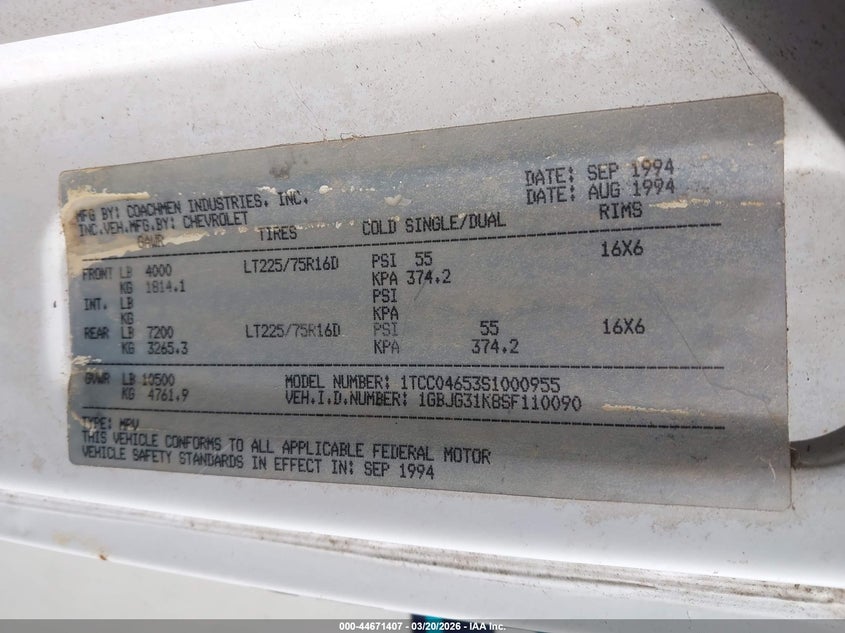 MFG BY: COACHMEN INDUSTRIES, INC. DATE: SEP 1994
INC.VEH.MFG.BY: CHEVROLET DATE: AUG 1994
GAWR TIRES COLD SINGLE/DUAL RIMS
FRONT LB 4000 LT225/75R16D PSI 55 16X6
KG 1814.1 KPA 374.2
INT. LB PSI
KG KPA
REAR LB 7200 LT225/75R16D PSI 55 16X6
KG 3265.3 KPA 374.2
GVWR LB 10500 MODEL NUMBER: 1TCC04653S1000955
KG 4761.9 VEH.I.D.NUMBER: 1GBJG31K8SF110090
TYPE: MPV
THIS VEHICLE CONFORMS TO ALL APPLICABLE FEDERAL MOTOR
VEHICLE SAFETY STANDARDS IN EFFECT IN: SEP 1994
000-44671407 — 03/20/2026 — IAA Inc.